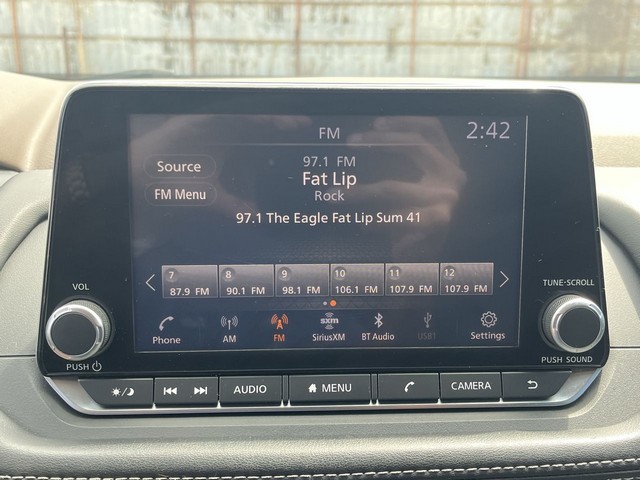 FM
2:42
Source
97.1 FM
Fat Lip
FM Menu
Rock
97.1 The Eagle Fat Lip Sum 41
7 8 9 10 11 12
87.9 FM 90.1 FM 98.1 FM 106.1 FM 107.9 FM 107.9 FM
VOL
TUNE·SCROLL
sxm
Phone AM FM SiriusXM BT Audio USB1 Settings
PUSH
PUSH SOUND
AUDIO MENU CAMERA